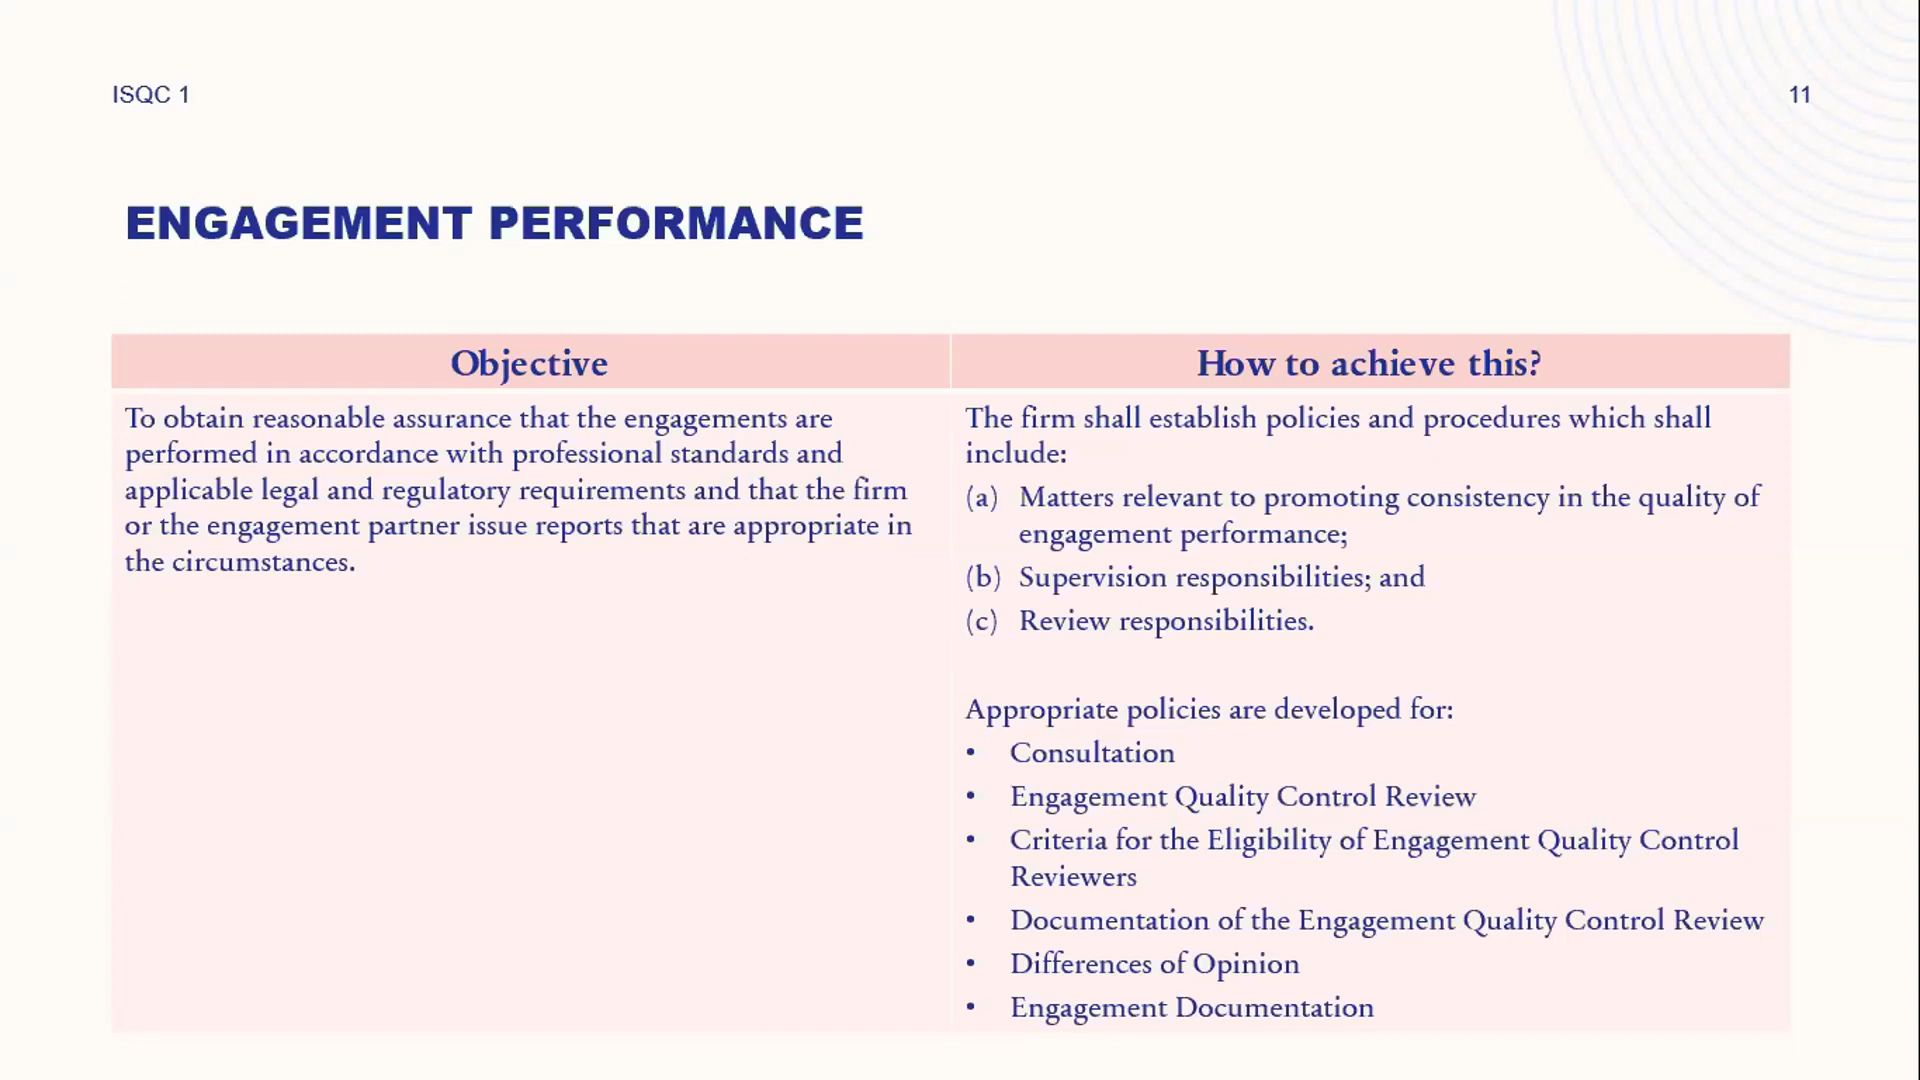 ISQC 1
11
ENGAGEMENT PERFORMANCE
Objective
To obtain reasonable assurance that the engagements are
performed in accordance with professional standards and
applicable legal and regulatory requirements and that the firm
or the engagement partner issue reports that are appropriate in
the circumstances.
How to achieve this?
The firm shall establish policies and procedures which shall
include:
(a) Matters relevant to promoting consistency in the quality of
engagement performance;
(b) Supervision responsibilities; and
(c) Review responsibilities.
Appropriate policies are developed for:
• Consultation
• Engagement Quality Control Review
• Criteria for the Eligibility of Engagement Quality Control
Reviewers
• Documentation of the Engagement Quality Control Review
• Differences of Opinion
• Engagement Documentation